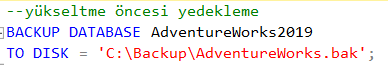 --yükseltme öncesi yedekleme
BACKUP DATABASE AdventureWorks2019
TO DISK = 'C:\Backup\AdventureWorks.bak';